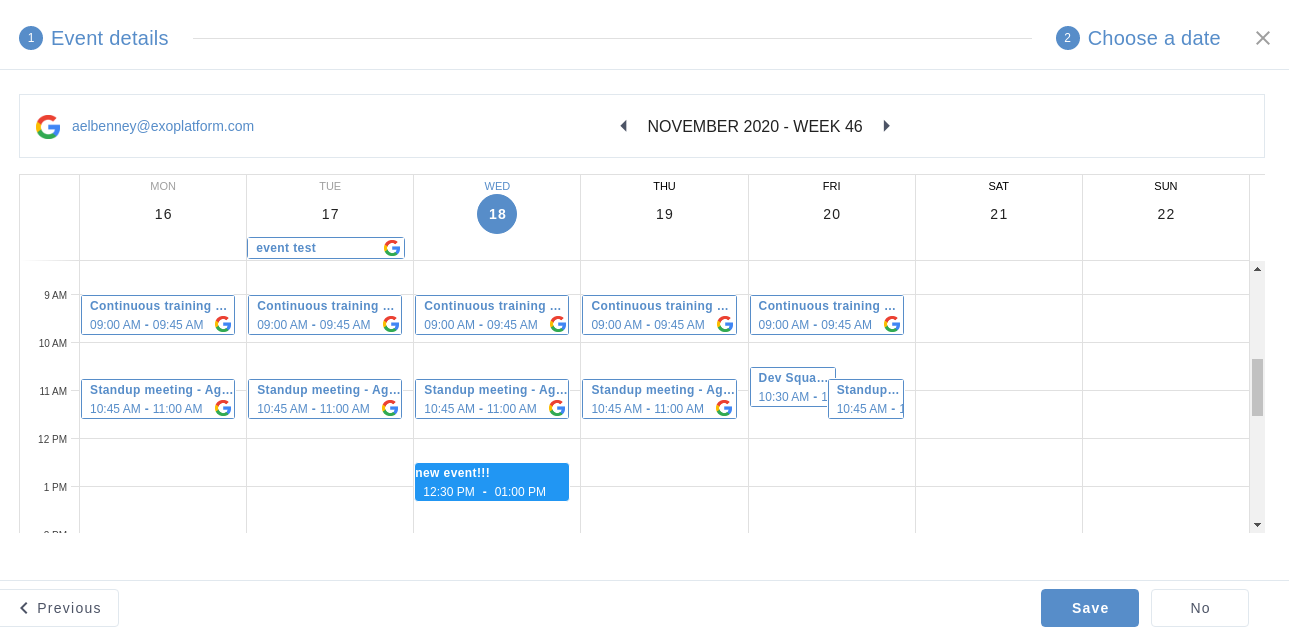 1 Event details
2 Choose a date
aelbenney@exoplatform.com
NOVEMBER 2020 - WEEK 46
MON TUE WED THU FRI SAT SUN
16 17 18 19 20 21 22
event test
9 AM
Continuous training … Continuous training … Continuous training … Continuous training … Continuous training …
09:00 AM - 09:45 AM 09:00 AM - 09:45 AM 09:00 AM - 09:45 AM 09:00 AM - 09:45 AM 09:00 AM - 09:45 AM
10 AM
11 AM
Standup meeting - Ag… Standup meeting - Ag… Standup meeting - Ag… Standup meeting - Ag… Dev Squa… Standup…
10:45 AM - 11:00 AM 10:45 AM - 11:00 AM 10:45 AM - 11:00 AM 10:45 AM - 11:00 AM 10:30 AM - 1 10:45 AM -
12 PM
new event!!!
12:30 PM - 01:00 PM
1 PM
Previous
Save
No